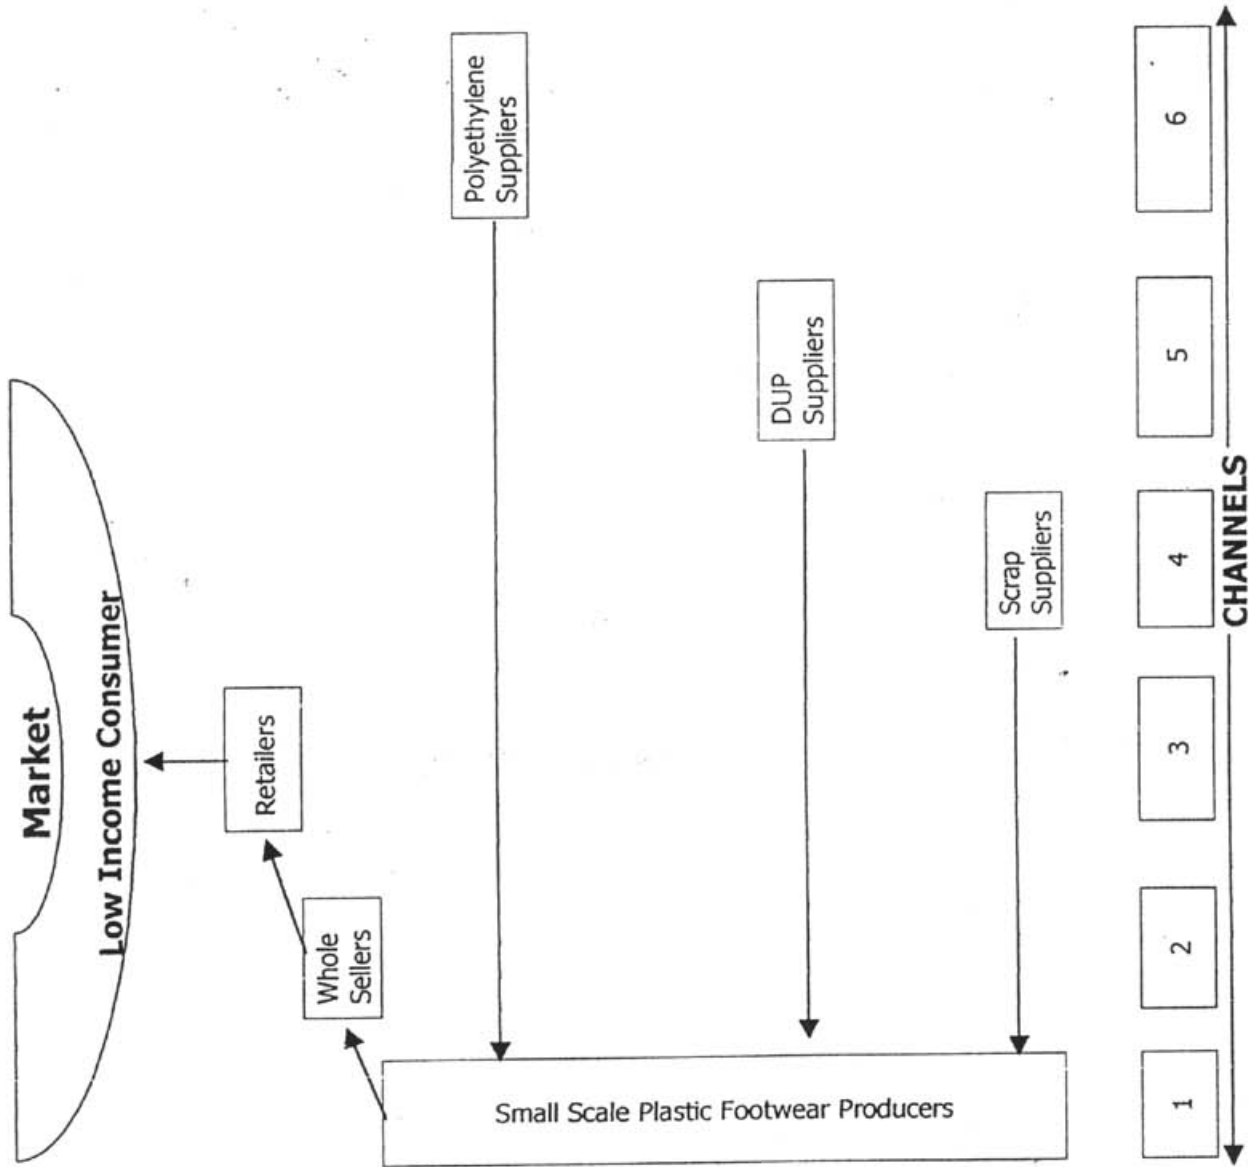 Market
Low Income Consumer
Retailers
Whole
Sellers
Polyethylene
Suppliers
DUP
Suppliers
Scrap
Suppliers
Small Scale Plastic Footwear Producers
1
2
3
4
5
6
CHANNELS